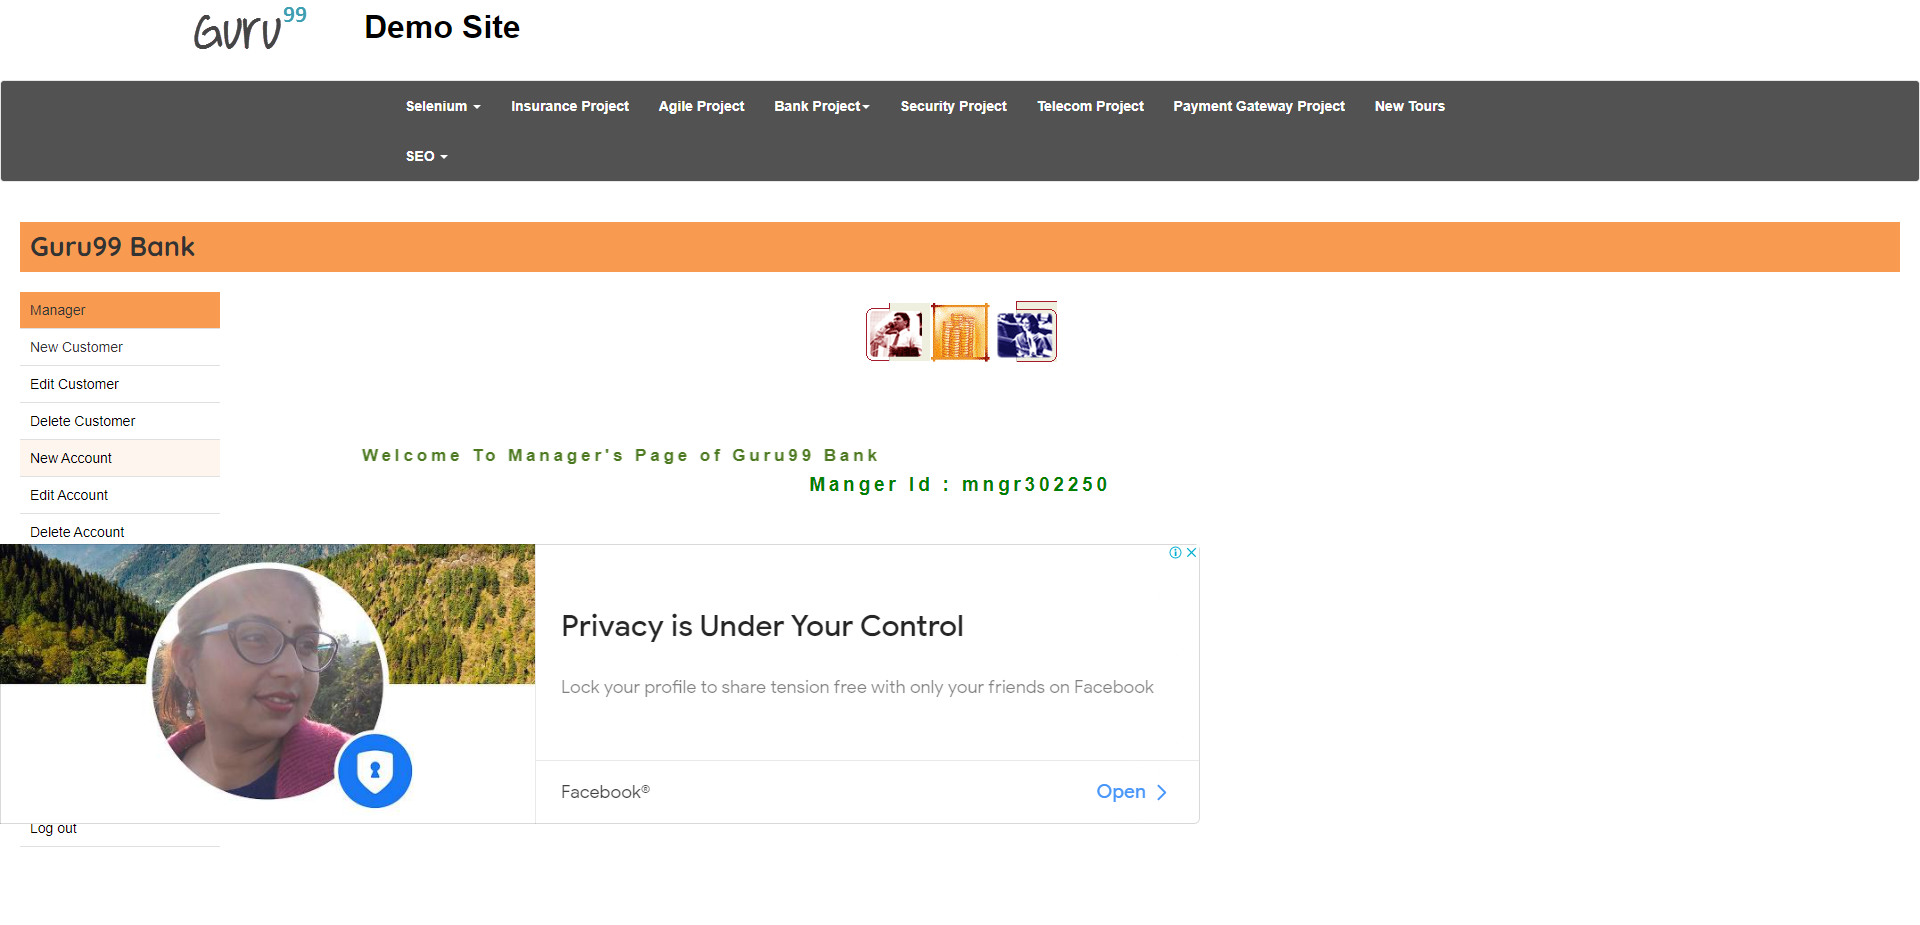 Guru99
Demo Site
Selenium
Insurance Project
Agile Project
Bank Project
Security Project
Telecom Project
Payment Gateway Project
New Tours
SEO
Guru99 Bank
Manager
New Customer
Edit Customer
Delete Customer
New Account
Edit Account
Delete Account
Log out
Welcome To Manager's Page of Guru99 Bank
Manger Id : mngr302250
Privacy is Under Your Control
Lock your profile to share tension free with only your friends on Facebook
Facebook®
Open